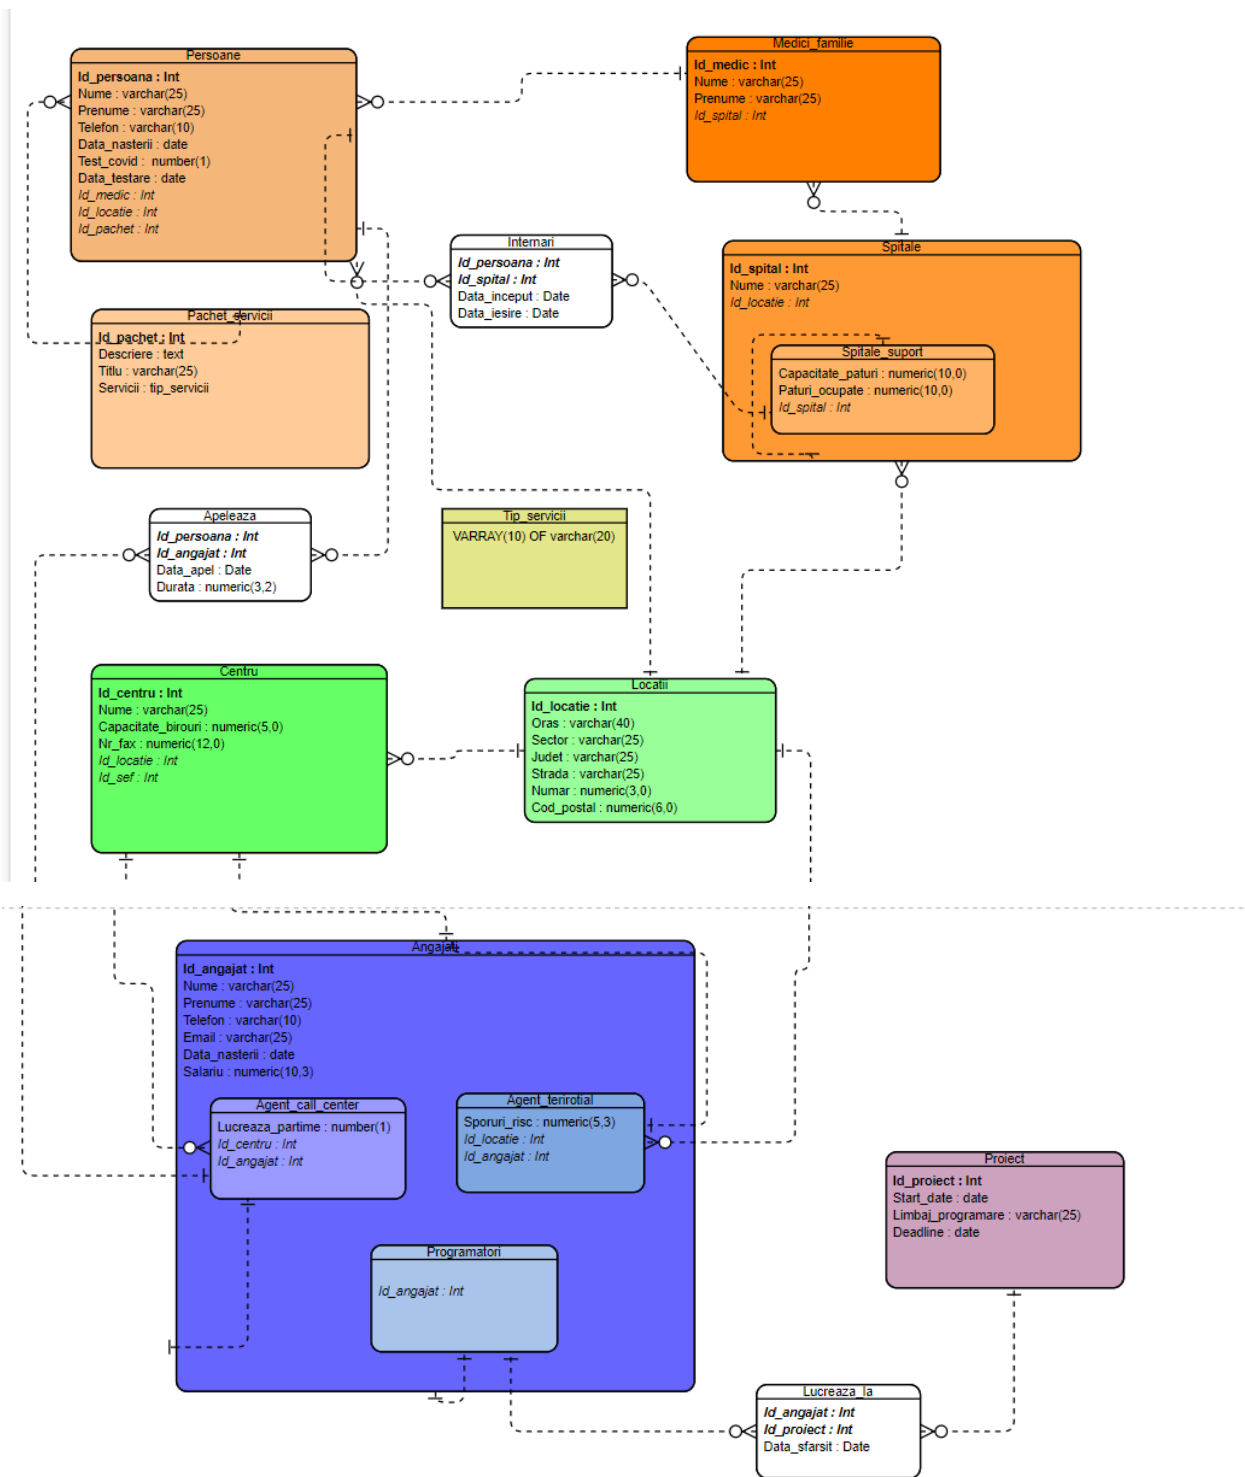 Persoane
Id_persoana : Int
Nume : varchar(25)
Prenume : varchar(25)
Telefon : varchar(10)
Data_nasterii : date
Test_covid :  number(1)
Data_testare : date
Id_medic : Int
Id_locatie : Int
Id_pachet : Int
Medici_familie
Id_medic : Int
Nume : varchar(25)
Prenume : varchar(25)
Id_spital : Int
Internari
Id_persoana : Int
Id_spital : Int
Data_inceput : Date
Data_iesire : Date
Spitale
Id_spital : Int
Nume : varchar(25)
Id_locatie : Int
Spitale_suport
Capacitate_paturi : numeric(10,0)
Paturi_ocupate : numeric(10,0)
Id_spital : Int
Pachet_servicii
Id_pachet : Int
Descriere : text
Titlu : varchar(25)
Servicii : tip_servicii
Apeleaza
Id_persoana : Int
Id_angajat : Int
Data_apel : Date
Durata : numeric(3,2)
Tip_servicii
VARRAY(10) OF varchar(20)
Centru
Id_centru : Int
Nume : varchar(25)
Capacitate_birouri : numeric(5,0)
Nr_fax : numeric(12,0)
Id_locatie : Int
Id_sef : Int
Locatii
Id_locatie : Int
Oras : varchar(40)
Sector : varchar(25)
Judet : varchar(25)
Strada : varchar(25)
Numar : numeric(3,0)
Cod_postal : numeric(6,0)
Angajati
Id_angajat : Int
Nume : varchar(25)
Prenume : varchar(25)
Telefon : varchar(10)
Email : varchar(25)
Data_nasterii : date
Salariu : numeric(10,3)
Agent_call_center
Lucreaza_partime : number(1)
Id_centru : Int
Id_angajat : Int
Agent_terirotial
Sporuri_risc : numeric(5,3)
Id_locatie : Int
Id_angajat : Int
Programatori
Id_angajat : Int
Proiect
Id_proiect : Int
Start_date : date
Limbaj_programare : varchar(25)
Deadline : date
Lucreaza_la
Id_angajat : Int
Id_proiect : Int
Data_sfarsit : Date